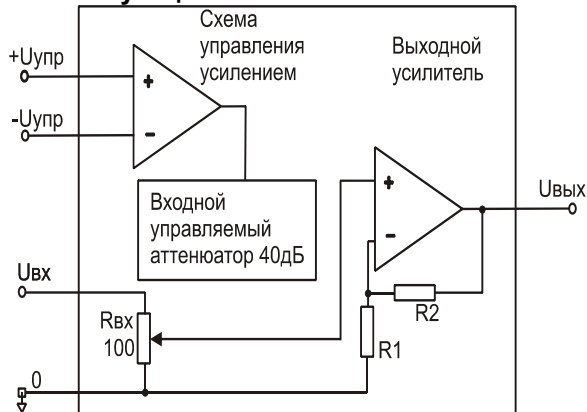 Схема
управления
усилением
Выходной
усилитель
+Uупр
-Uупр
+
-
Входной
управляемый
аттенюатор 40дБ
+
-
Uвых
Uвх
Rвх
100
R2
R1
0